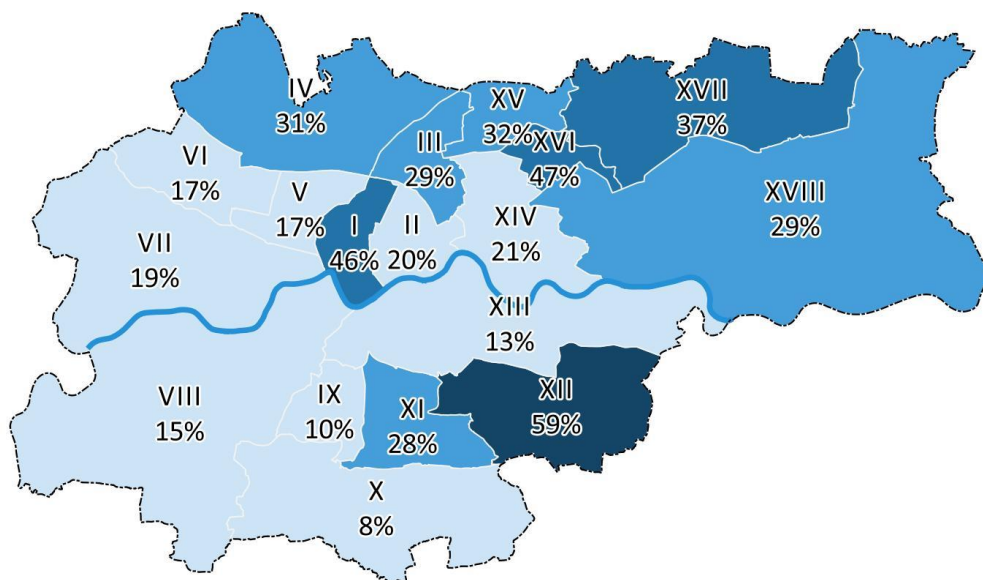 IV
31%
XV
32%
XVII
37%
III
29%
XVI
47%
VI
17%
V
17%
I
46%
II
20%
XIV
21%
XVIII
29%
VII
19%
XIII
13%
VIII
15%
IX
10%
XI
28%
XII
59%
X
8%